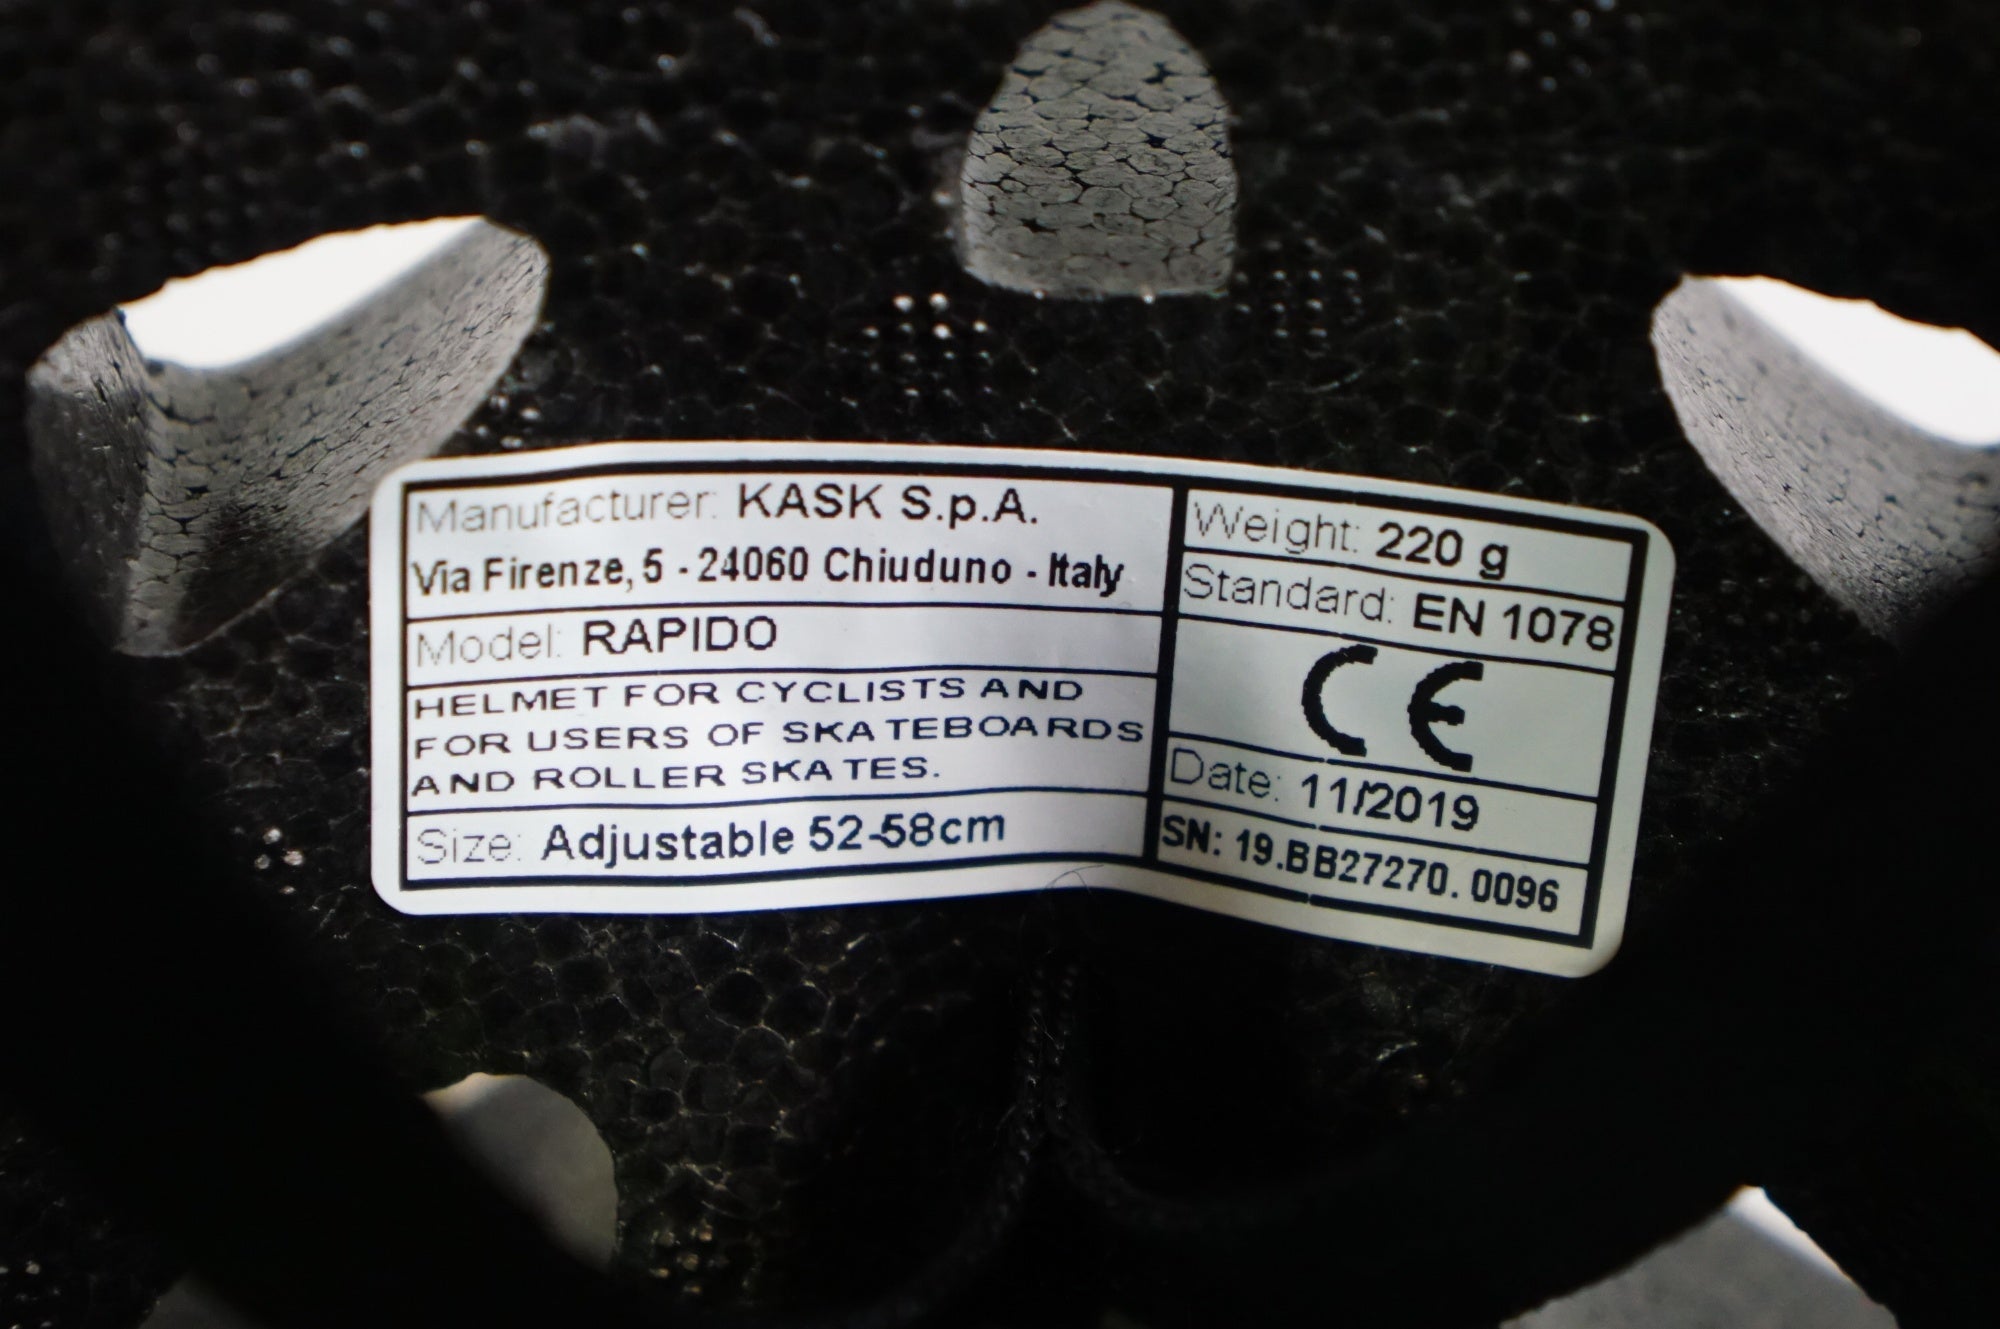 Manufacturer: KASK S.p.A.
Via Firenze, 5 - 24060 Chiuduno - Italy
Model: RAPIDO
HELMET FOR CYCLISTS AND
FOR USERS OF SKATEBOARDS
AND ROLLER SKATES.
Size: Adjustable 52-58cm
Weight: 220 g
Standard: EN 1078
CE
Date: 11/2019
SN: 19.BB27270.0096